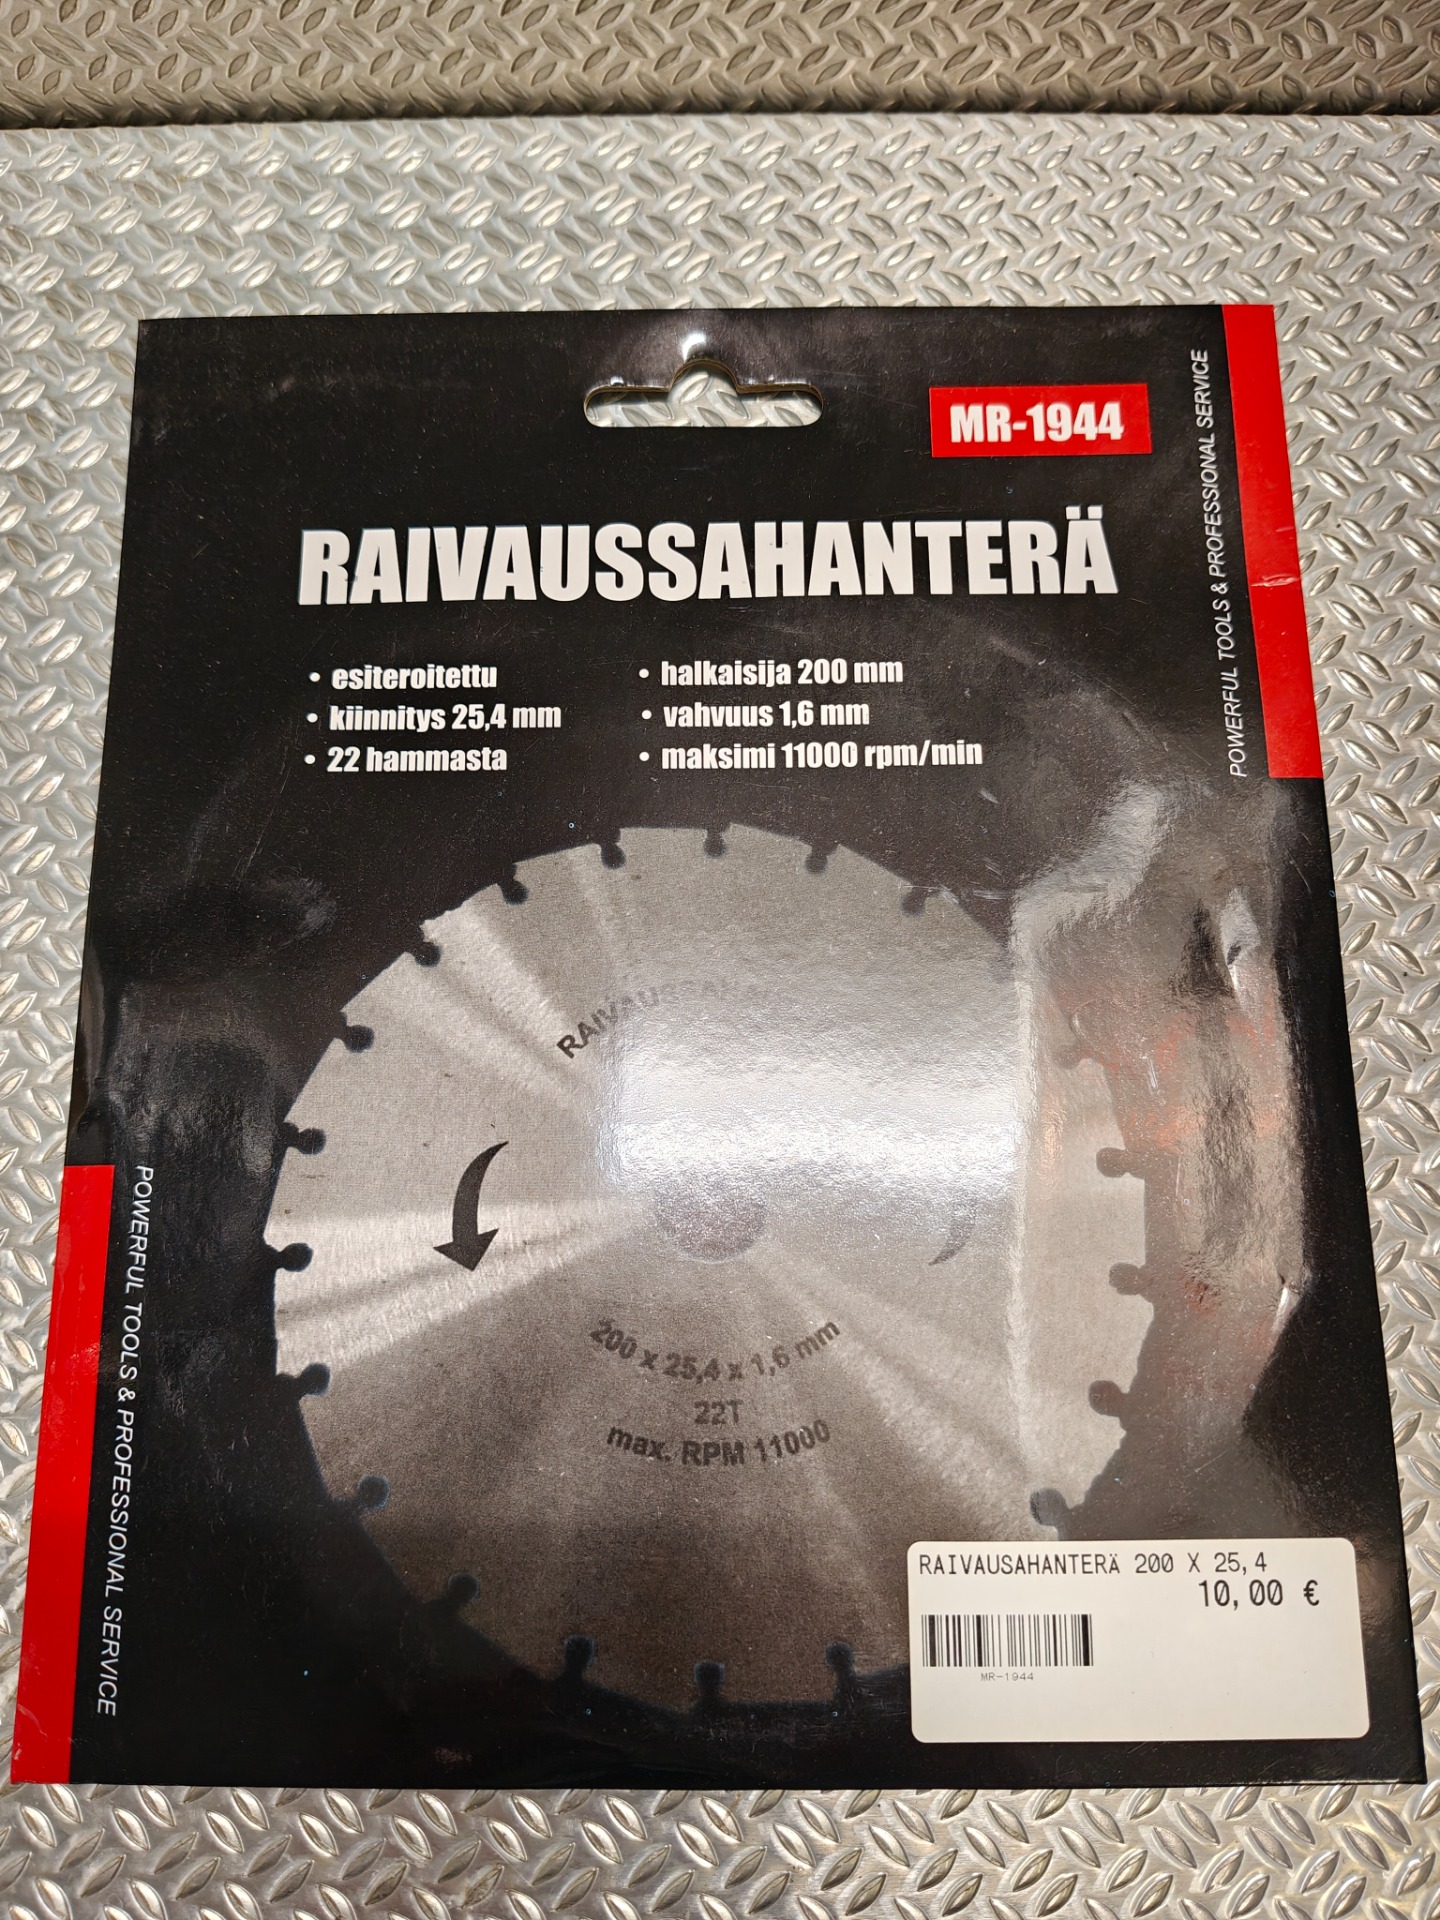 MR-1944
POWERFUL TOOLS & PROFESSIONAL SERVICE
RAIVAUSSAHANTERÄ
• esiteroitettu
• kiinnitys 25,4 mm
• 22 hammasta
• halkaisija 200 mm
• vahvuus 1,6 mm
• maksimi 11000 rpm/min
200 x 25,4 x 1,6 mm
22T
max. RPM 11000
POWERFUL TOOLS & PROFESSIONAL SERVICE
RAIVAUSAHANTERÄ 200 X 25,4
10,00 €
MR-1944